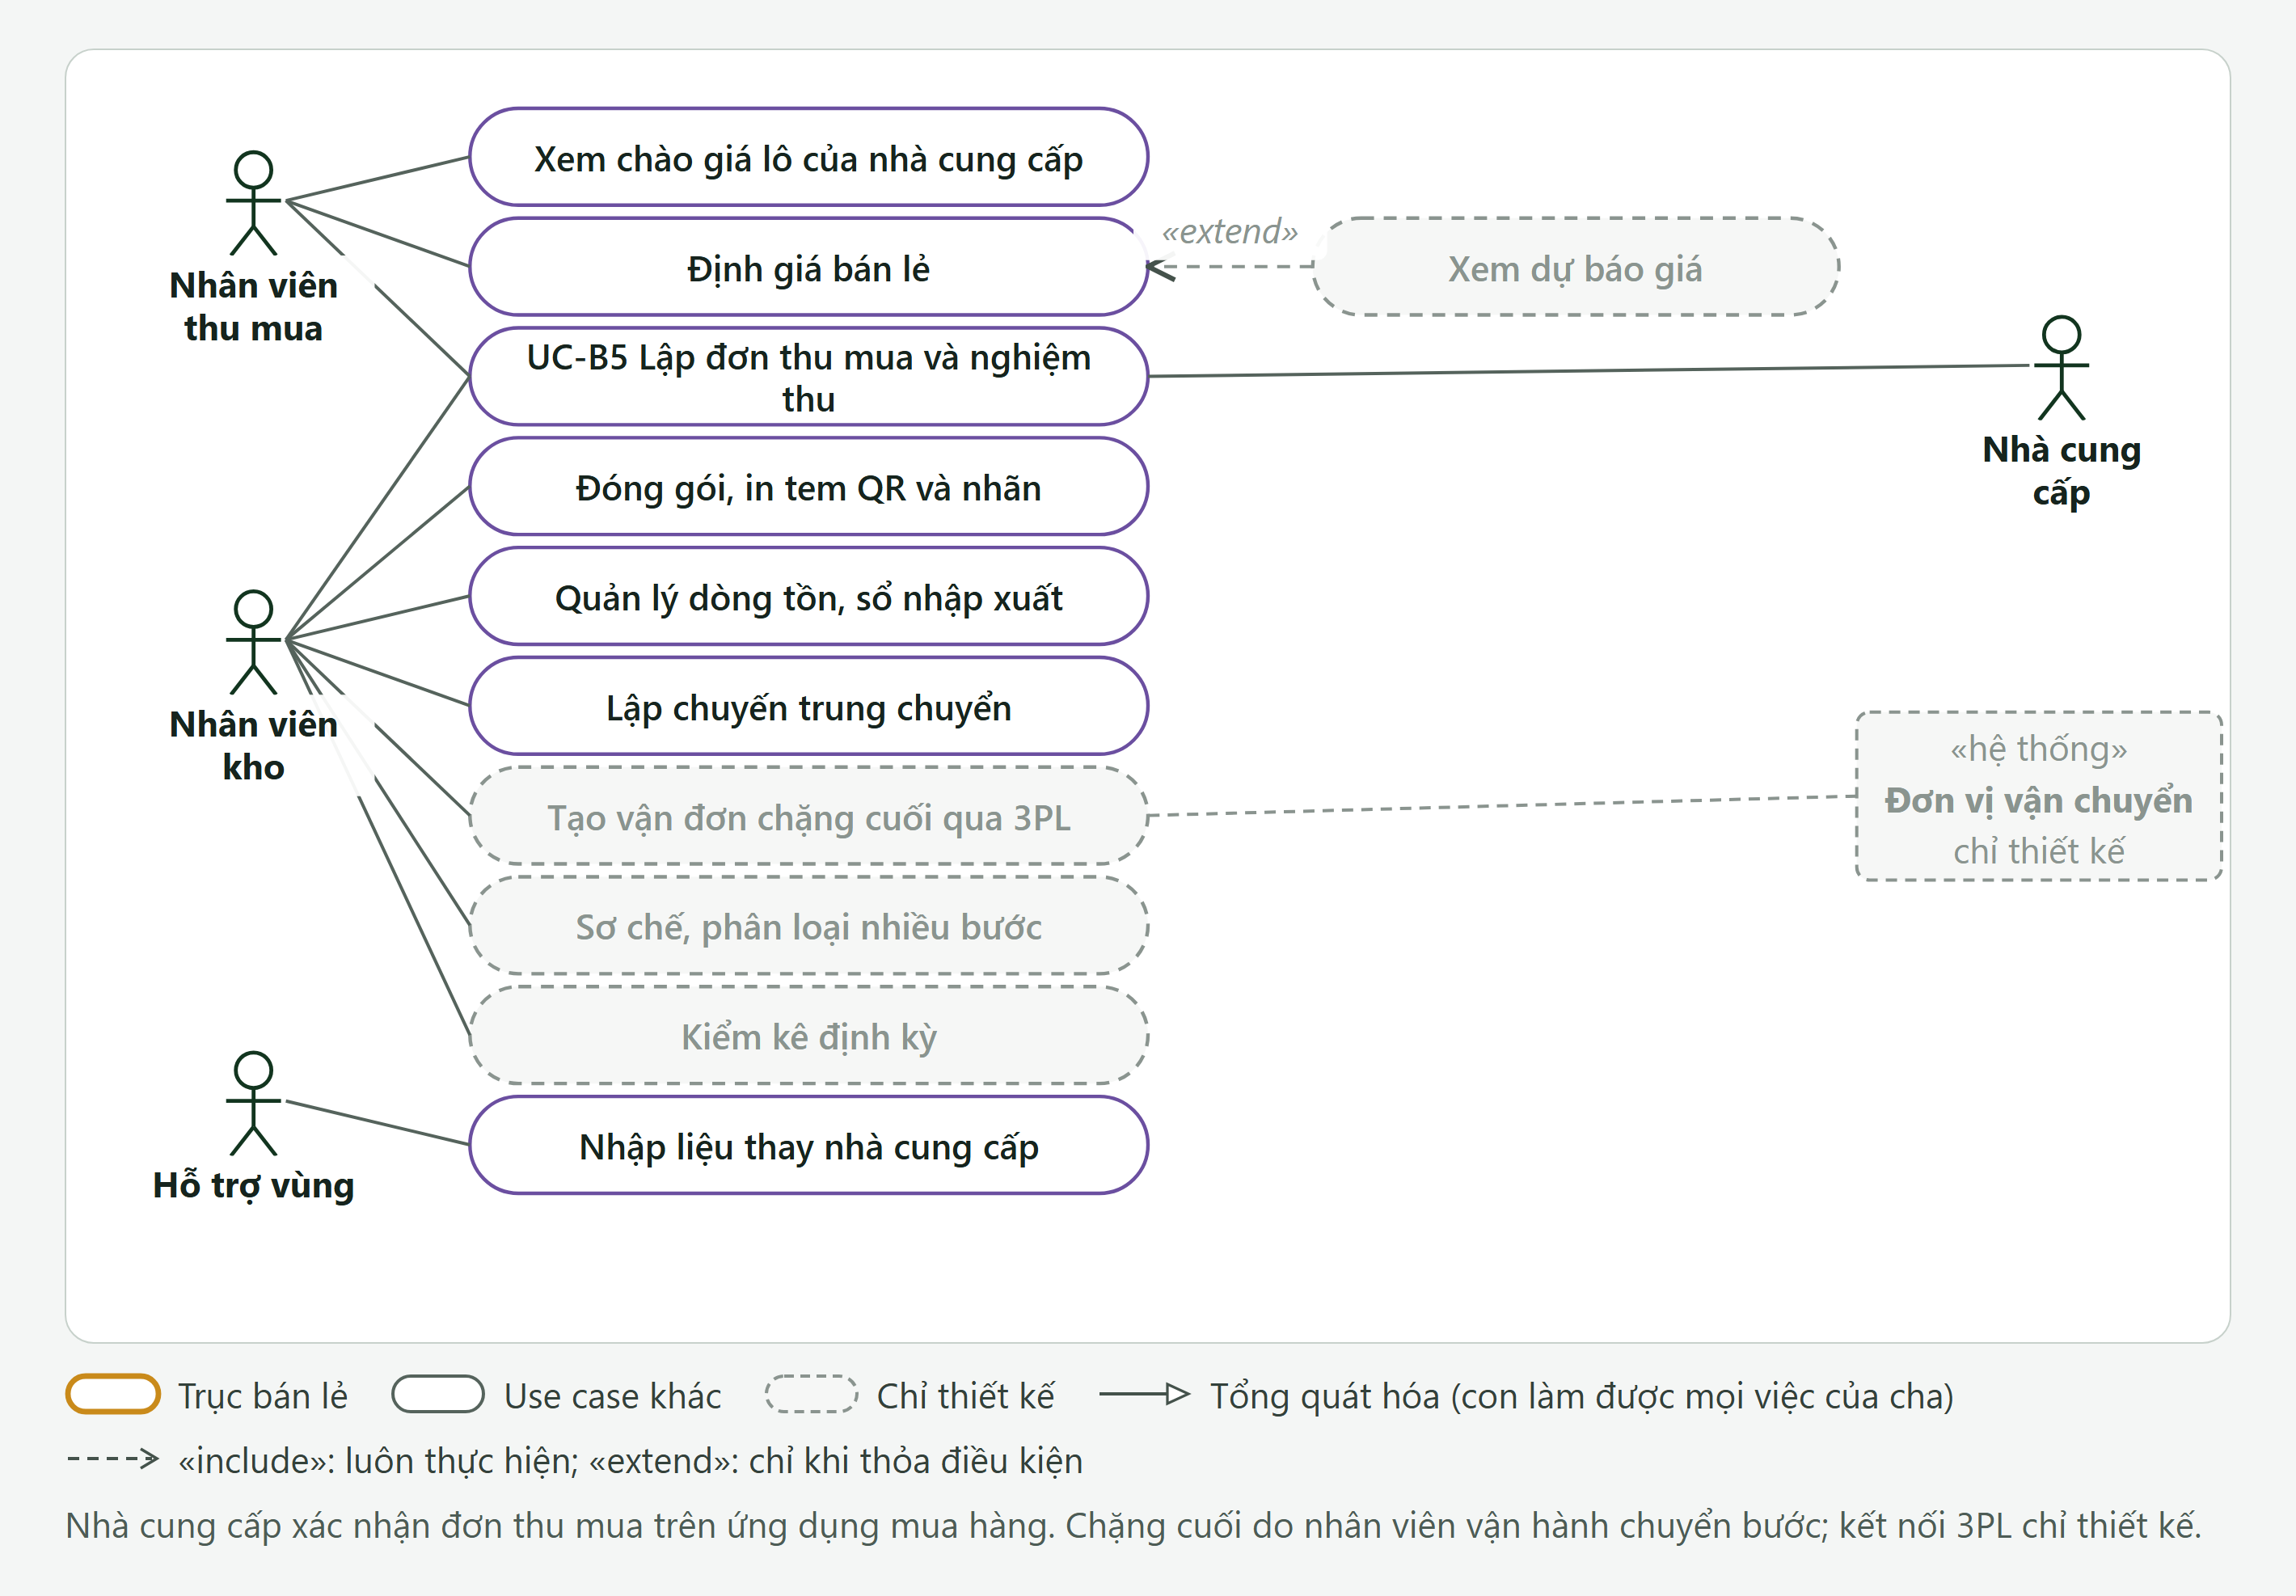 Xem chào giá lô của nhà cung cấp
Nhân viên
thu mua
Định giá bán lẻ
«extend»
Xem dự báo giá
UC-B5 Lập đơn thu mua và nghiệm
thu
Nhà cung
cấp
Đóng gói, in tem QR và nhãn
Quản lý dòng tồn, sổ nhập xuất
Nhân viên
kho
Lập chuyến trung chuyển
«hệ thống»
Đơn vị vận chuyển
chỉ thiết kế
Tạo vận đơn chặng cuối qua 3PL
Sơ chế, phân loại nhiều bước
Kiểm kê định kỳ
Hỗ trợ vùng
Nhập liệu thay nhà cung cấp
Trục bán lẻ
Use case khác
Chỉ thiết kế
Tổng quát hóa (con làm được mọi việc của cha)
«include»: luôn thực hiện; «extend»: chỉ khi thỏa điều kiện
Nhà cung cấp xác nhận đơn thu mua trên ứng dụng mua hàng. Chặng cuối do nhân viên vận hành chuyển bước; kết nối 3PL chỉ thiết kế.